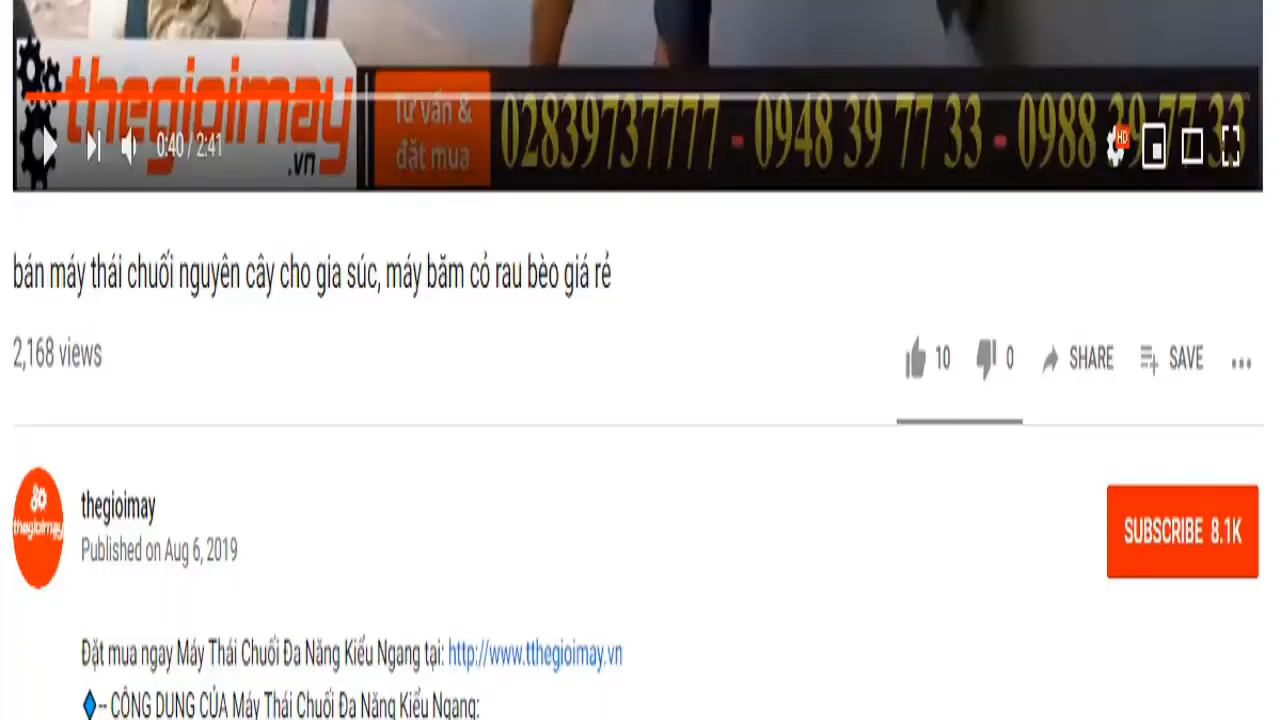 thegioimay
.vn
Tư vấn &
đặt mua
02839737777 - 0948 39 77 33 - 0988 39 77 33
0:40 / 2:41
HD
bán máy thái chuối nguyên cây cho gia súc, máy băm cỏ rau bèo giá rẻ
2,168 views
10 0 SHARE SAVE
thegioimay
thegioimay
Published on Aug 6, 2019
SUBSCRIBE 8.1K
Đặt mua ngay Máy Thái Chuối Đa Năng Kiểu Ngang tại: http://www.tthegioimay.vn
-- CÔNG DỤNG CỦA Máy Thái Chuối Đa Năng Kiểu Ngang: